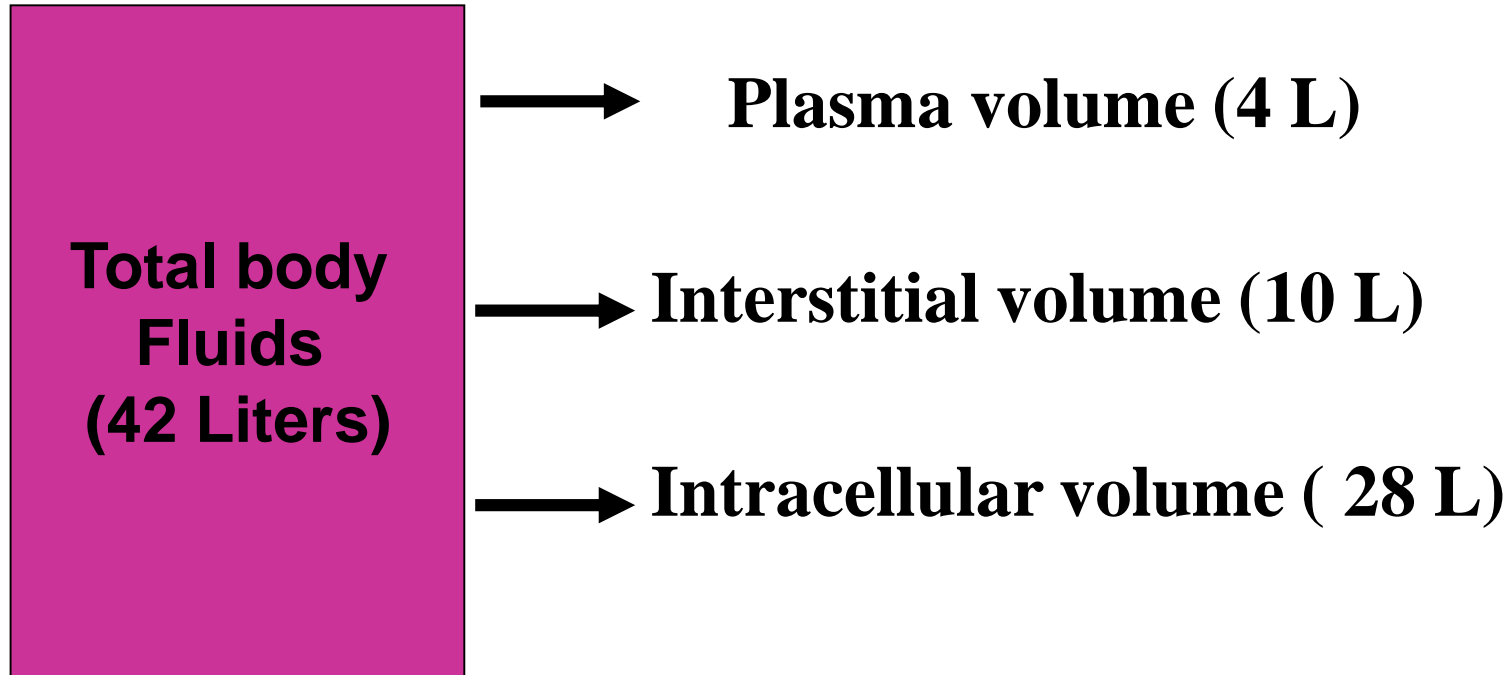 Total body
Fluids
(42 Liters)
Plasma volume (4 L)
Interstitial volume (10 L)
Intracellular volume ( 28 L)